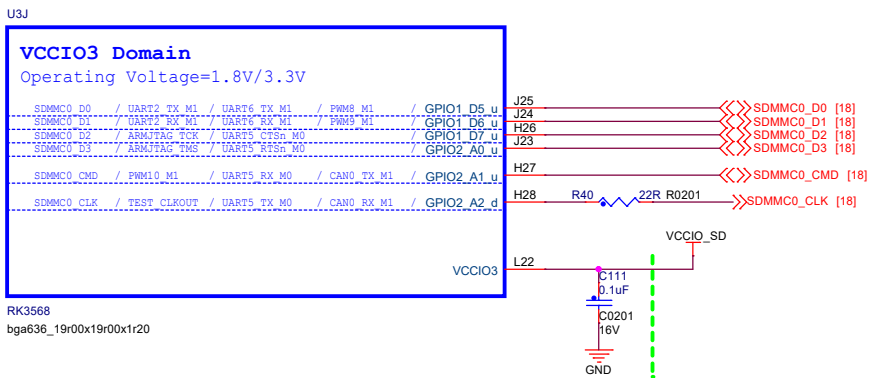 U3J
VCCIO3 Domain
Operating Voltage=1.8V/3.3V
SDMMC0_D0 / UART2_TX_M1 / UART6_TX_M1 / PWM8_M1 / GPIO1_D5_u J25 SDMMC0_D0 [18]
SDMMC0_D1 / UART2_RX_M1 / UART6_RX_M1 / PWM9_M1 / GPIO1_D6_u J24 SDMMC0_D1 [18]
SDMMC0_D2 / ARMJTAG_TCK / UART5_CTSn_M0 / GPIO1_D7_u H26 SDMMC0_D2 [18]
SDMMC0_D3 / ARMJTAG_TMS / UART5_RTSn_M0 / GPIO2_A0_u J23 SDMMC0_D3 [18]
SDMMC0_CMD / PWM10_M1 / UART5_RX_M0 / CAN0_TX_M1 / GPIO2_A1_u H27 SDMMC0_CMD [18]
SDMMC0_CLK / TEST_CLKOUT / UART5_TX_M0 / CAN0_RX_M1 / GPIO2_A2_d H28 R40 22R R0201 SDMMC0_CLK [18]
VCCIO_SD
VCCIO3 L22
C111
0.1uF
C0201
16V
GND
RK3568
bga636_19r00x19r00x1r20